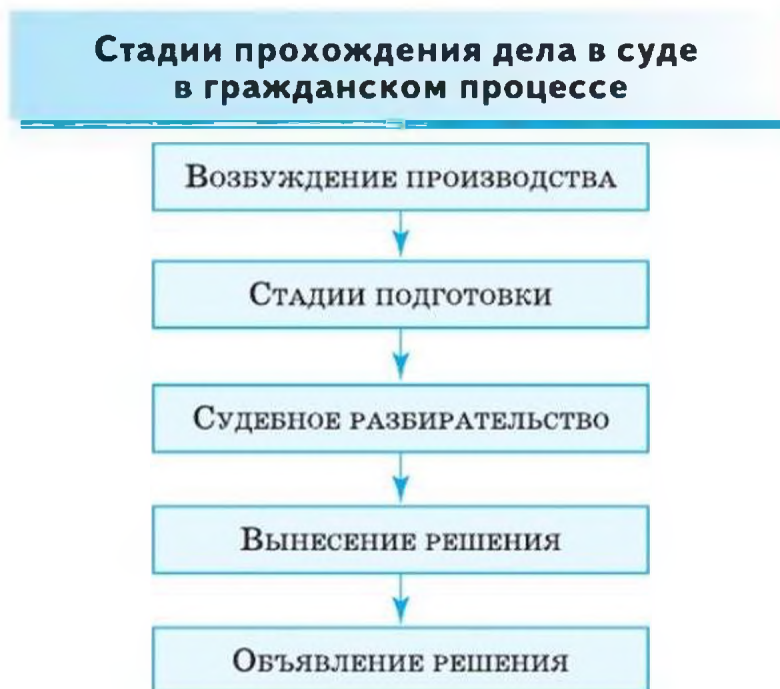 Стадии прохождения дела в суде
в гражданском процессе
Возбуждение производства
Стадии подготовки
Судебное разбирательство
Вынесение решения
Объявление решения